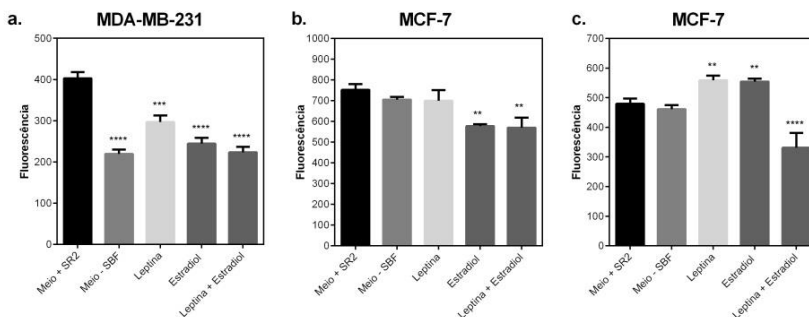 a. MDA-MB-231
Fluorescência
500
400
300
200
100
0
****
***
****
****
Meio + SR2
Meio - SBF
Leptina
Estradiol
Leptina + Estradiol
b. MCF-7
Fluorescência
1000
900
800
700
600
500
400
300
200
100
0
**
**
Meio + SR2
Meio - SBF
Leptina
Estradiol
Leptina + Estradiol
c. MCF-7
Fluorescência
700
600
500
400
300
200
100
0
**
**
****
Meio + SR2
Meio - SBF
Leptina
Estradiol
Leptina + Estradiol